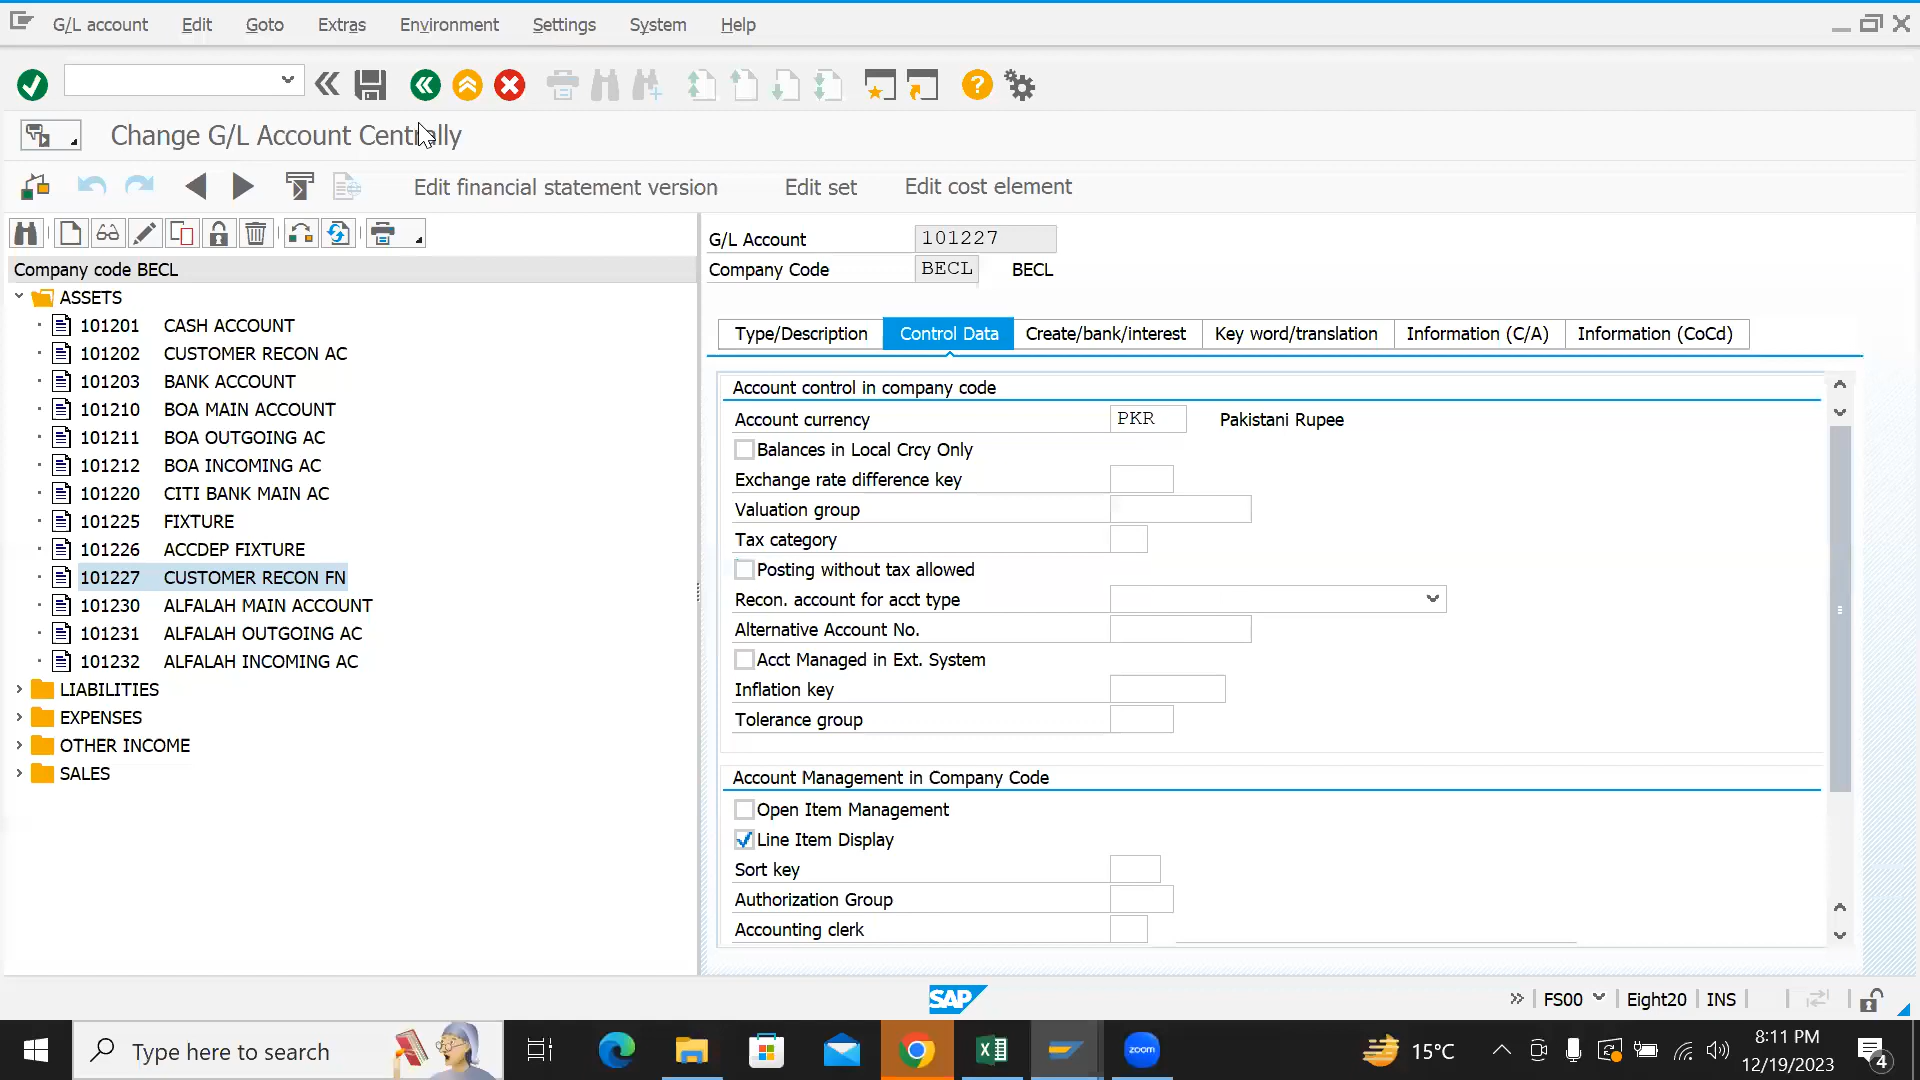 G/L account Edit Goto Extras Environment Settings System Help
Change G/L Account Centrally
Edit financial statement version Edit set Edit cost element
Company code BECL
ASSETS
101201 CASH ACCOUNT
101202 CUSTOMER RECON AC
101203 BANK ACCOUNT
101210 BOA MAIN ACCOUNT
101211 BOA OUTGOING AC
101212 BOA INCOMING AC
101220 CITI BANK MAIN AC
101225 FIXTURE
101226 ACCDEP FIXTURE
101227 CUSTOMER RECON FN
101230 ALFALAH MAIN ACCOUNT
101231 ALFALAH OUTGOING AC
101232 ALFALAH INCOMING AC
LIABILITIES
EXPENSES
OTHER INCOME
SALES
G/L Account 101227
Company Code BECL BECL
Type/Description Control Data Create/bank/interest Key word/translation Information (C/A) Information (CoCd)
Account control in company code
Account currency PKR Pakistani Rupee
Balances in Local Crcy Only
Exchange rate difference key
Valuation group
Tax category
Posting without tax allowed
Recon. account for acct type
Alternative Account No.
Acct Managed in Ext. System
Inflation key
Tolerance group
Account Management in Company Code
Open Item Management
Line Item Display
Sort key
Authorization Group
Accounting clerk
SAP
FS00 Eight20 INS
Type here to search
zoom
15°C
8:11 PM
12/19/2023
4